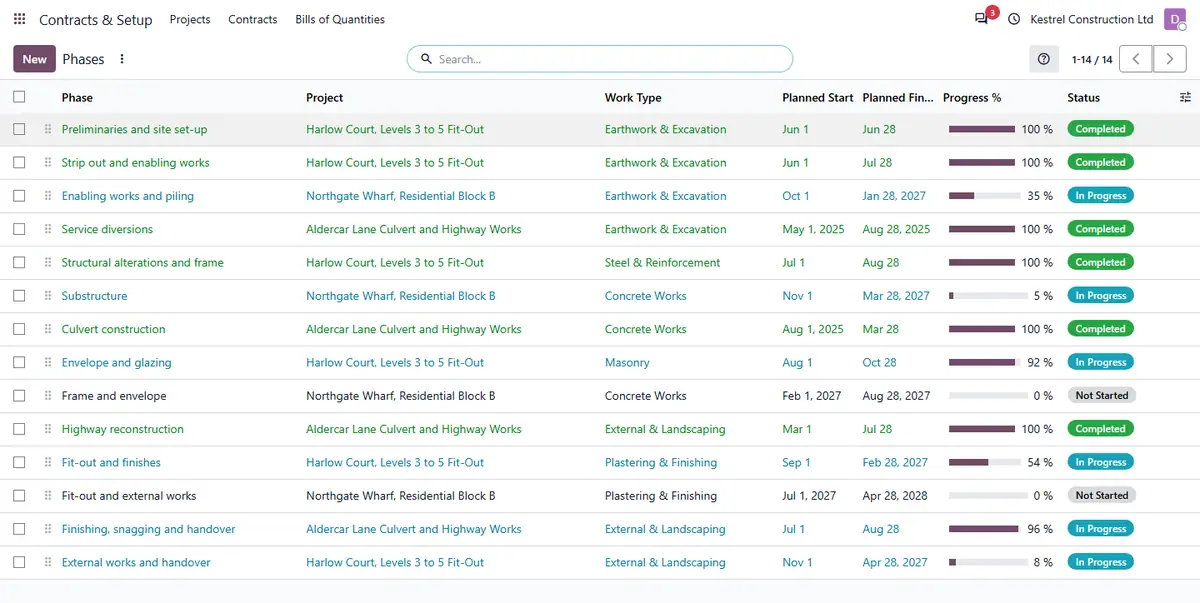 Contracts & Setup Projects Contracts Bills of Quantities 3 Kestrel Construction Ltd D
New Phases Search... 1-14 / 14
Phase Project Work Type Planned Start Planned Fin... Progress % Status
Preliminaries and site set-up Harlow Court, Levels 3 to 5 Fit-Out Earthwork & Excavation Jun 1 Jun 28 100 % Completed
Strip out and enabling works Harlow Court, Levels 3 to 5 Fit-Out Earthwork & Excavation Jun 1 Jul 28 100 % Completed
Enabling works and piling Northgate Wharf, Residential Block B Earthwork & Excavation Oct 1 Jan 28, 2027 35 % In Progress
Service diversions Aldercar Lane Culvert and Highway Works Earthwork & Excavation May 1, 2025 Aug 28, 2025 100 % Completed
Structural alterations and frame Harlow Court, Levels 3 to 5 Fit-Out Steel & Reinforcement Jul 1 Aug 28 100 % Completed
Substructure Northgate Wharf, Residential Block B Concrete Works Nov 1 Mar 28, 2027 5 % In Progress
Culvert construction Aldercar Lane Culvert and Highway Works Concrete Works Aug 1, 2025 Mar 28 100 % Completed
Envelope and glazing Harlow Court, Levels 3 to 5 Fit-Out Masonry Aug 1 Oct 28 92 % In Progress
Frame and envelope Northgate Wharf, Residential Block B Concrete Works Feb 1, 2027 Aug 28, 2027 0 % Not Started
Highway reconstruction Aldercar Lane Culvert and Highway Works External & Landscaping Mar 1 Jul 28 100 % Completed
Fit-out and finishes Harlow Court, Levels 3 to 5 Fit-Out Plastering & Finishing Sep 1 Feb 28, 2027 54 % In Progress
Fit-out and external works Northgate Wharf, Residential Block B Plastering & Finishing Jul 1, 2027 Apr 28, 2028 0 % Not Started
Finishing, snagging and handover Aldercar Lane Culvert and Highway Works External & Landscaping Jul 1 Aug 28 96 % In Progress
External works and handover Harlow Court, Levels 3 to 5 Fit-Out External & Landscaping Nov 1 Apr 28, 2027 8 % In Progress